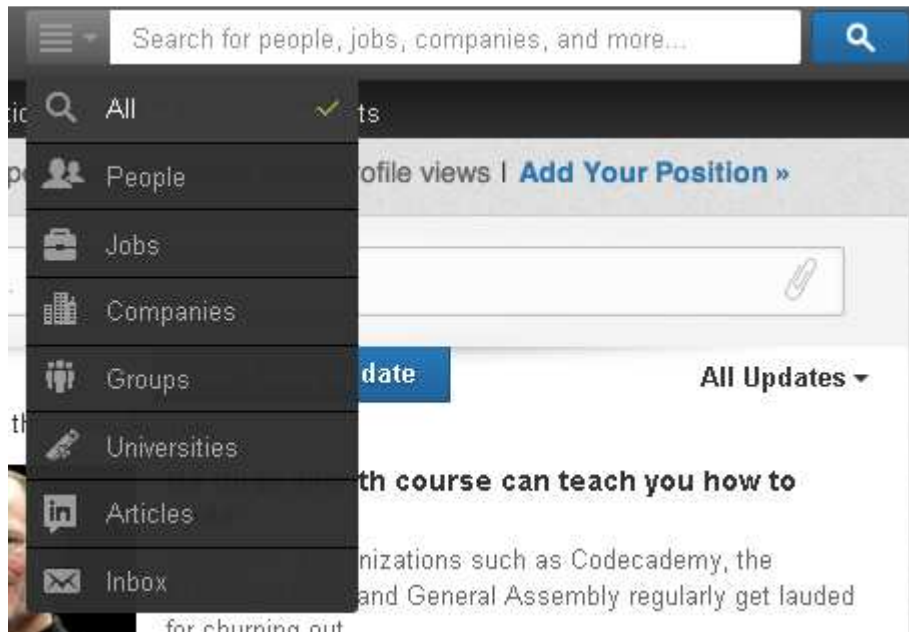 Search for people, jobs, companies, and more...
All
ts
People
ofile views | Add Your Position »
Jobs
Companies
Groups
date
All Updates
Universities
th course can teach you how to
in Articles
nizations such as Codecademy, the
Inbox
and General Assembly regularly get lauded
for churning out